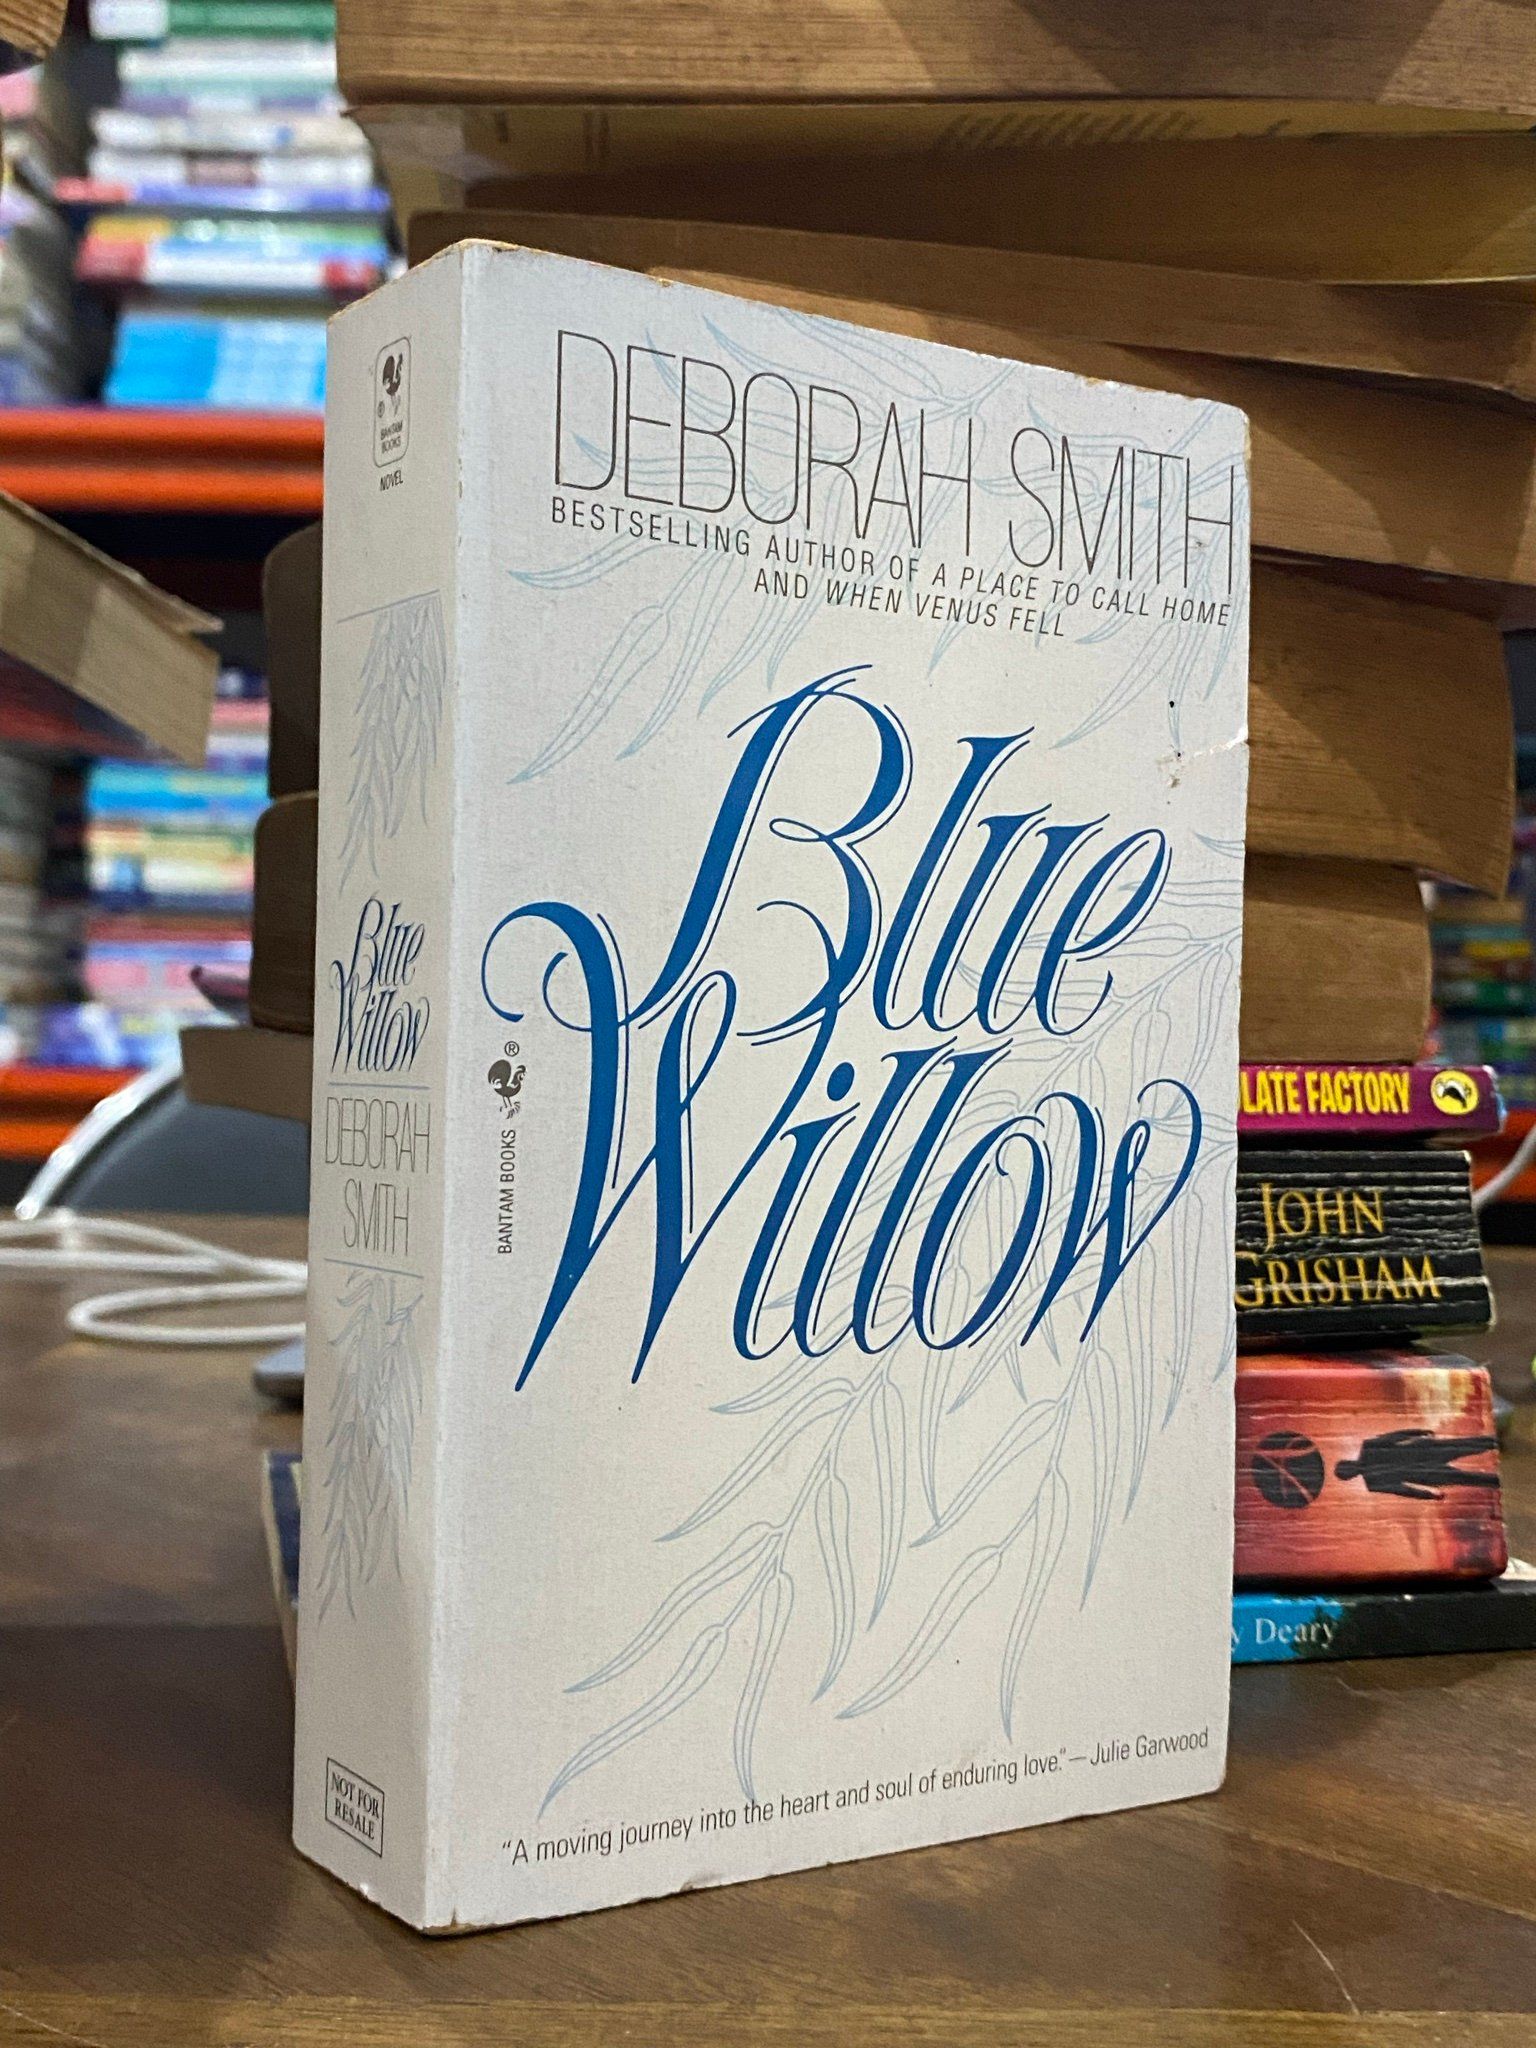 DEBORAH SMITH
BESTSELLING AUTHOR OF A PLACE TO CALL HOME
AND WHEN VENUS FELL
Blue
Willow
BANTAM BOOKS
®
"A moving journey into the heart and soul of enduring love."—Julie Garwood
®
BANTAM
BOOKS
NOVEL
Blue
Willow
DEBORAH
SMITH
NOT FOR
RESALE
LATE FACTORY
JOHN
GRISHAM
y Deary